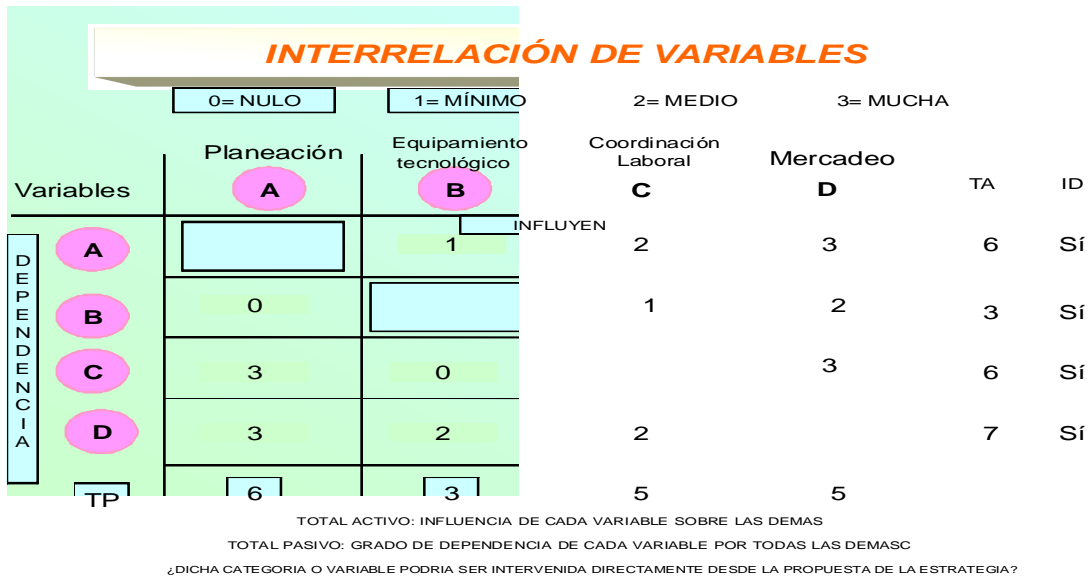 INTERRELACIÓN DE VARIABLES
0= NULO 1= MÍNIMO 2= MEDIO 3= MUCHA
Planeación Equipamiento tecnológico Coordinación Laboral Mercadeo
Variables A B C D TA ID
INFLUYEN
DEPENDENCIA
A 1 2 3 6 Sí
B 0 1 2 3 Sí
C 3 0 3 6 Sí
D 3 2 2 7 Sí
TP 6 3 5 5
TOTAL ACTIVO: INFLUENCIA DE CADA VARIABLE SOBRE LAS DEMAS
TOTAL PASIVO: GRADO DE DEPENDENCIA DE CADA VARIABLE POR TODAS LAS DEMASC
¿DICHA CATEGORIA O VARIABLE PODRIA SER INTERVENIDA DIRECTAMENTE DESDE LA PROPUESTA DE LA ESTRATEGIA?